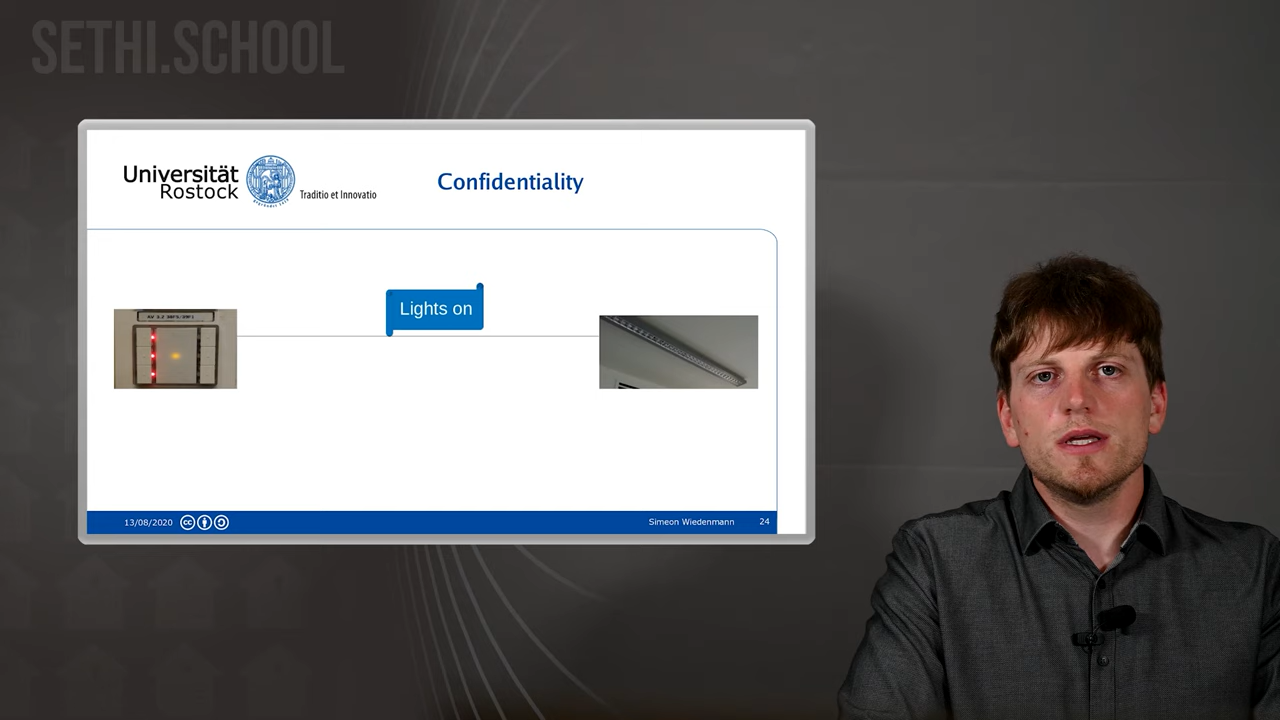 SETHI.SCHOOL
Universität
Rostock
Traditio et Innovatio
Confidentiality
Lights on
13/08/2020
Simeon Wiedenmann
24